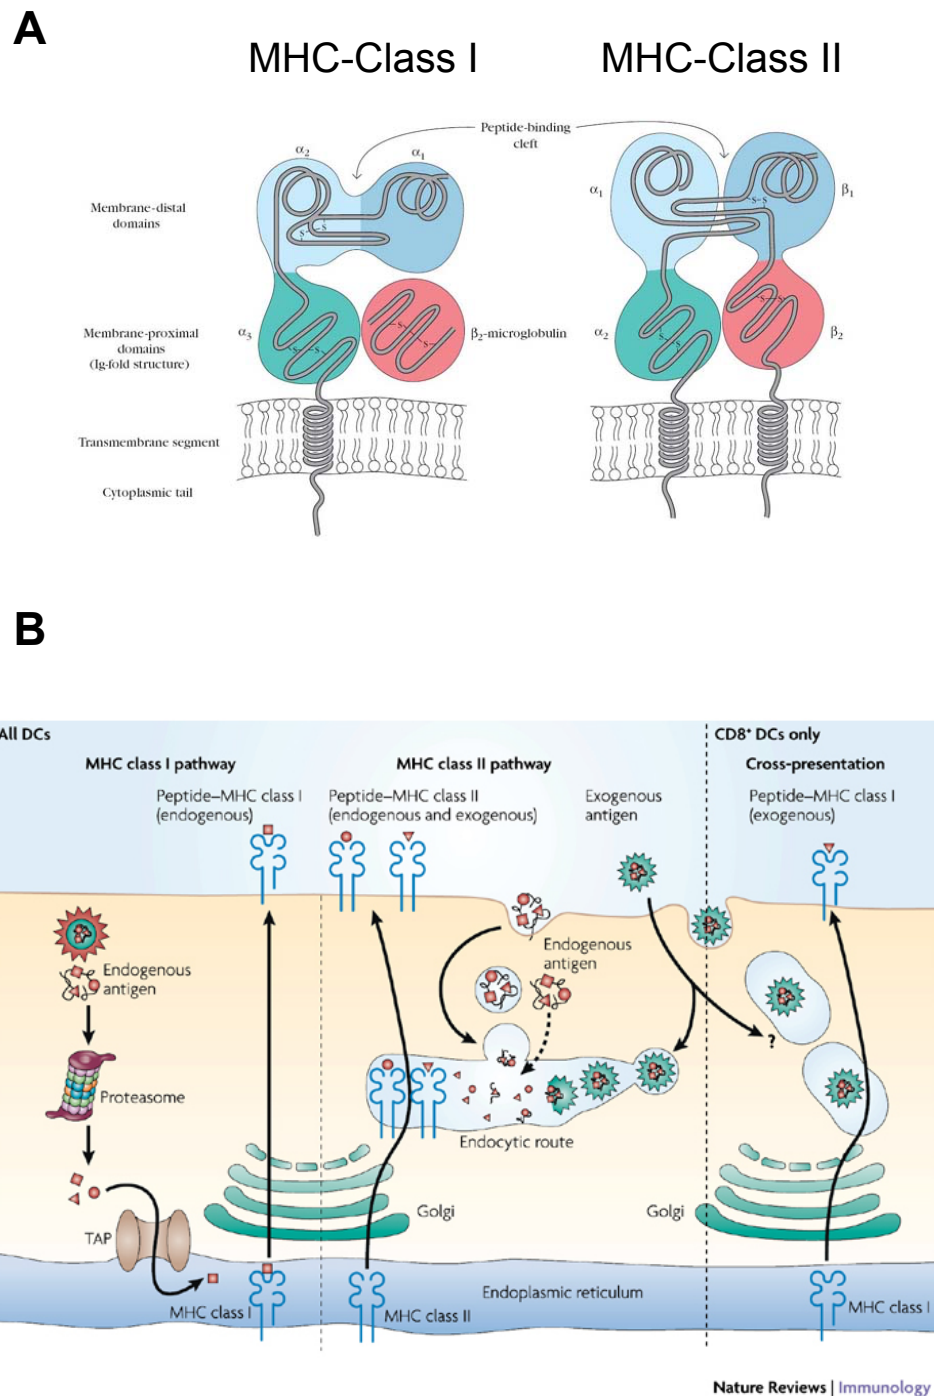 A
MHC-Class I
MHC-Class II
Peptide-binding
cleft
α2
α1
α1
β1
Membrane-distal
domains
S-S
S-S
Membrane-proximal
domains
(Ig-fold structure)
α3
β2-microglobulin
α2
β2
-S-S-
-S
S-
S-S
S
S
Transmembrane segment
Cytoplasmic tail
B
All DCs
CD8+ DCs only
MHC class I pathway
MHC class II pathway
Cross-presentation
Peptide–MHC class I
(endogenous)
Peptide–MHC class II
(endogenous and exogenous)
Exogenous
antigen
Peptide–MHC class I
(exogenous)
Endogenous
antigen
Endogenous
antigen
?
Proteasome
Endocytic route
Golgi
Golgi
TAP
MHC class I
MHC class II
Endoplasmic reticulum
MHC class I
Nature Reviews | Immunology